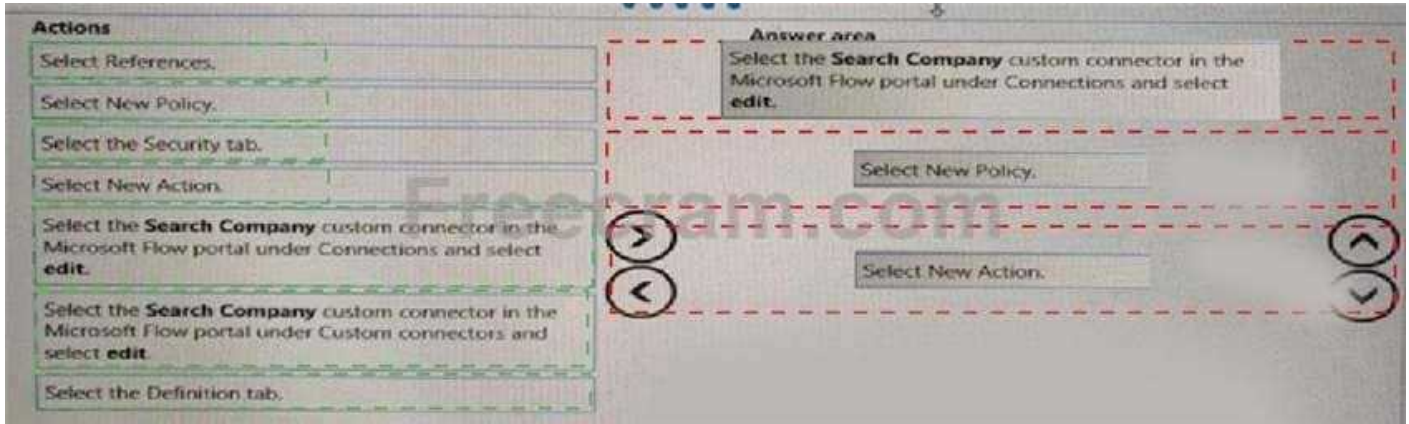 Actions
Select References.
Select New Policy.
Select the Security tab.
Select New Action.
Select the Search Company custom connector in the
Microsoft Flow portal under Connections and select
edit.
Select the Search Company custom connector in the
Microsoft Flow portal under Custom connectors and
select edit
Select the Definition tab.
Answer area
Select the Search Company custom connector in the
Microsoft Flow portal under Connections and select
edit.
Select New Policy.
Select New Action.
Freecram.com